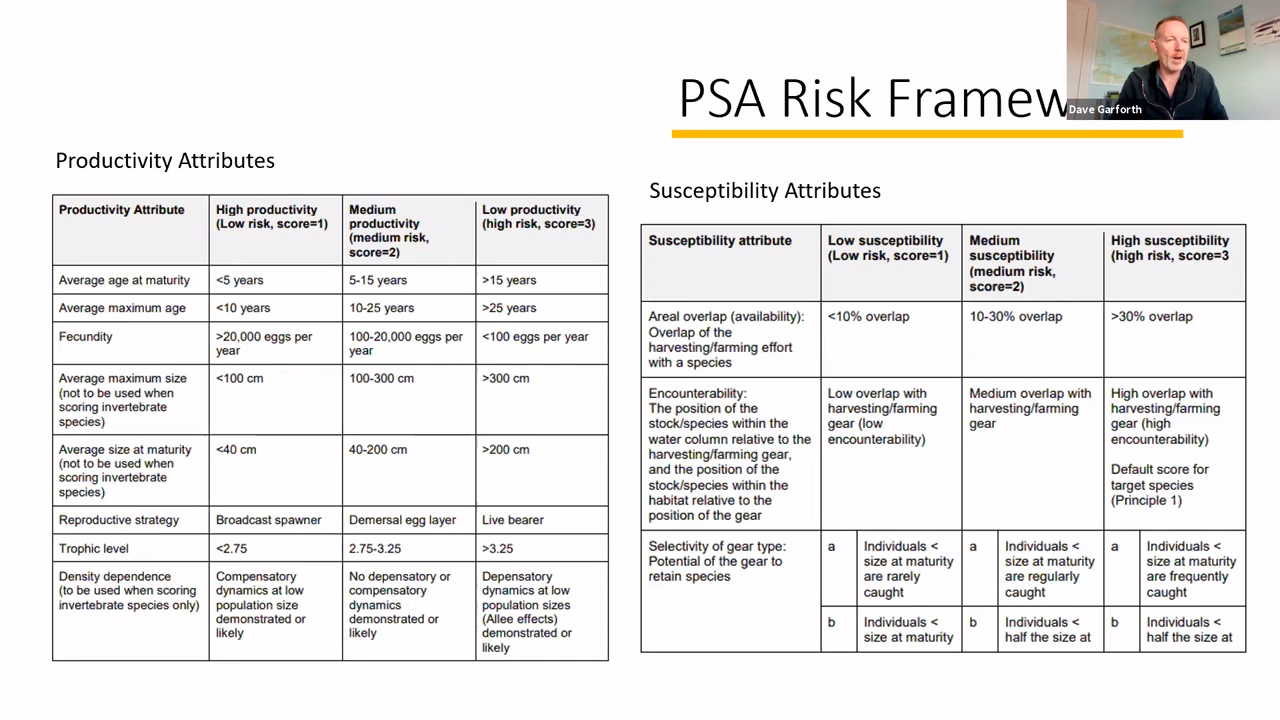 PSA Risk Framew
Dave Garforth
Productivity Attributes
Productivity Attribute
High productivity
(Low risk, score=1)
Medium
productivity
(medium risk,
score=2)
Low productivity
(high risk, score=3)
Average age at maturity
<5 years
5-15 years
>15 years
Average maximum age
<10 years
10-25 years
>25 years
Fecundity
>20,000 eggs per
year
100-20,000 eggs per
year
<100 eggs per year
Average maximum size
(not to be used when
scoring invertebrate
species)
<100 cm
100-300 cm
>300 cm
Average size at maturity
(not to be used when
scoring invertebrate
species)
<40 cm
40-200 cm
>200 cm
Reproductive strategy
Broadcast spawner
Demersal egg layer
Live bearer
Trophic level
<2.75
2.75-3.25
>3.25
Density dependence
(to be used when scoring
invertebrate species only)
Compensatory
dynamics at low
population size
demonstrated or
likely
No depensatory or
compensatory
dynamics
demonstrated or
likely
Depensatory
dynamics at low
population sizes
(Allee effects)
demonstrated or
likely
Susceptibility Attributes
Susceptibility attribute
Low susceptibility
(Low risk, score=1)
Medium
susceptibility
(medium risk,
score=2)
High susceptibility
(high risk, score=3
Areal overlap (availability):
Overlap of the
harvesting/farming effort
with a species
<10% overlap
10-30% overlap
>30% overlap
Encounterability:
The position of the
stock/species within the
water column relative to the
harvesting/farming gear,
and the position of the
stock/species within the
habitat relative to the
position of the gear
Low overlap with
harvesting/farming
gear (low
encounterability)
Medium overlap with
harvesting/farming
gear
High overlap with
harvesting/farming
gear (high
encounterability)
Default score for
target species
(Principle 1)
Selectivity of gear type:
Potential of the gear to
retain species
a
Individuals <
size at maturity
are rarely
caught
a
Individuals <
size at maturity
are regularly
caught
a
Individuals <
size at maturity
are frequently
caught
b
Individuals <
size at maturity
b
Individuals <
half the size at
b
Individuals <
half the size at